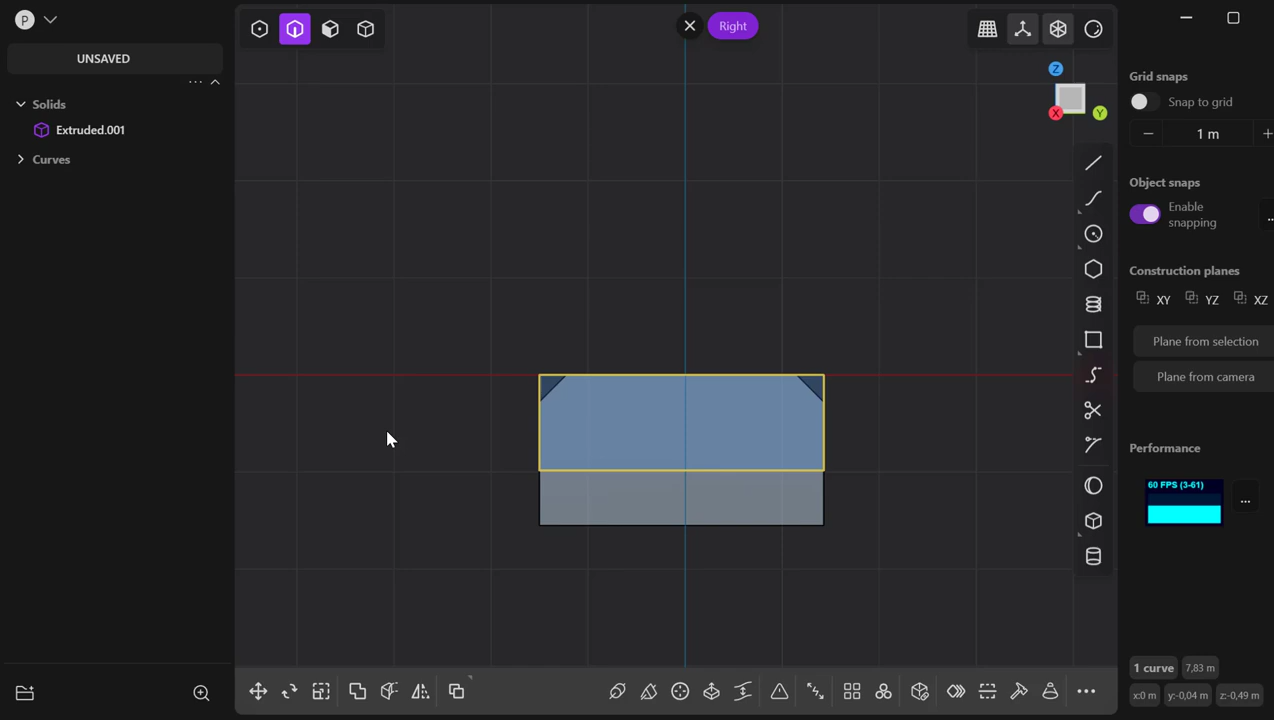 P
UNSAVED
Solids
Extruded.001
Curves
Right
Z
X
Y
Grid snaps
Snap to grid
1 m
Object snaps
Enable
snapping
Construction planes
XY
YZ
XZ
Plane from selection
Plane from camera
Performance
60 FPS (3-61)
1 curve
7,83 m
x:0 m
y:-0,04 m
z:-0,49 m